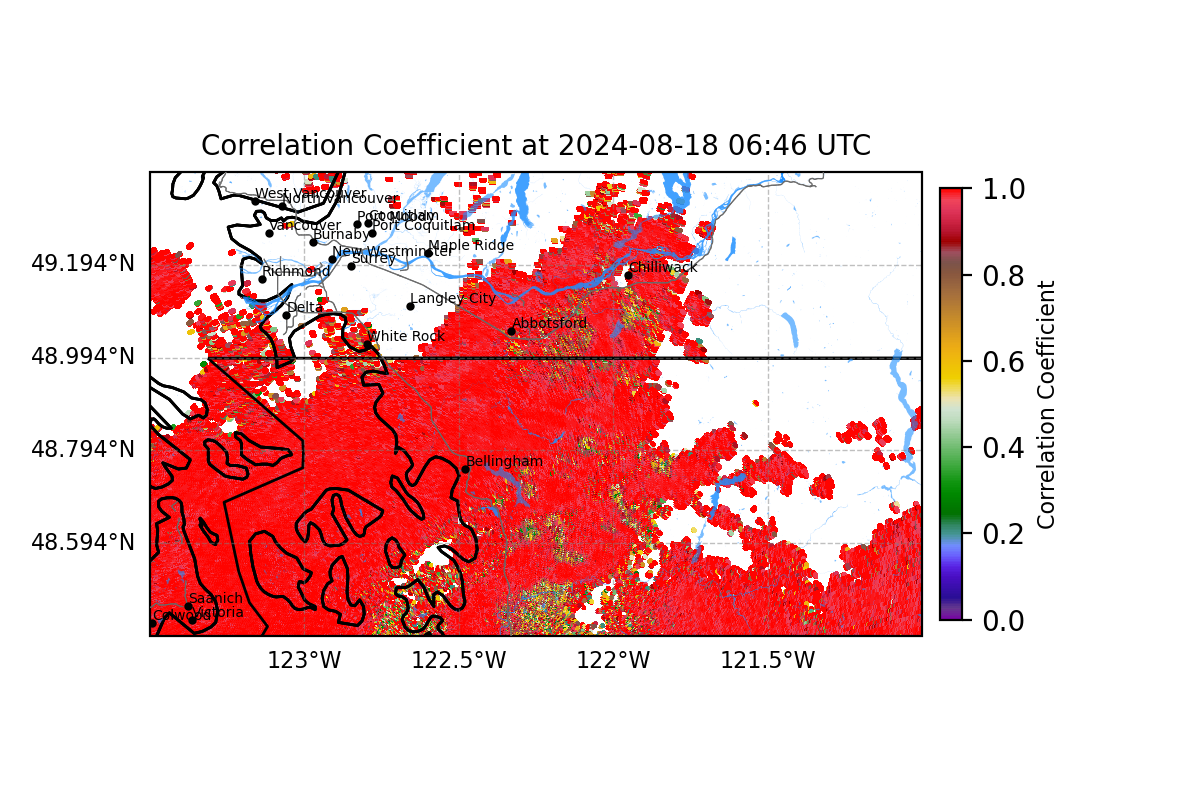 Correlation Coefficient at 2024-08-18 06:46 UTC
West Vancouver
North Vancouver
Port Moody
Coquitlam
Vancouver
Port Coquitlam
Burnaby
Maple Ridge
New Westminster
Surrey
Richmond
Chilliwack
Langley City
Delta
Abbotsford
White Rock
Bellingham
Saanich
Victoria
Colwood
49.194°N
48.994°N
48.794°N
48.594°N
123°W
122.5°W
122°W
121.5°W
1.0
0.8
0.6
0.4
0.2
0.0
Correlation Coefficient